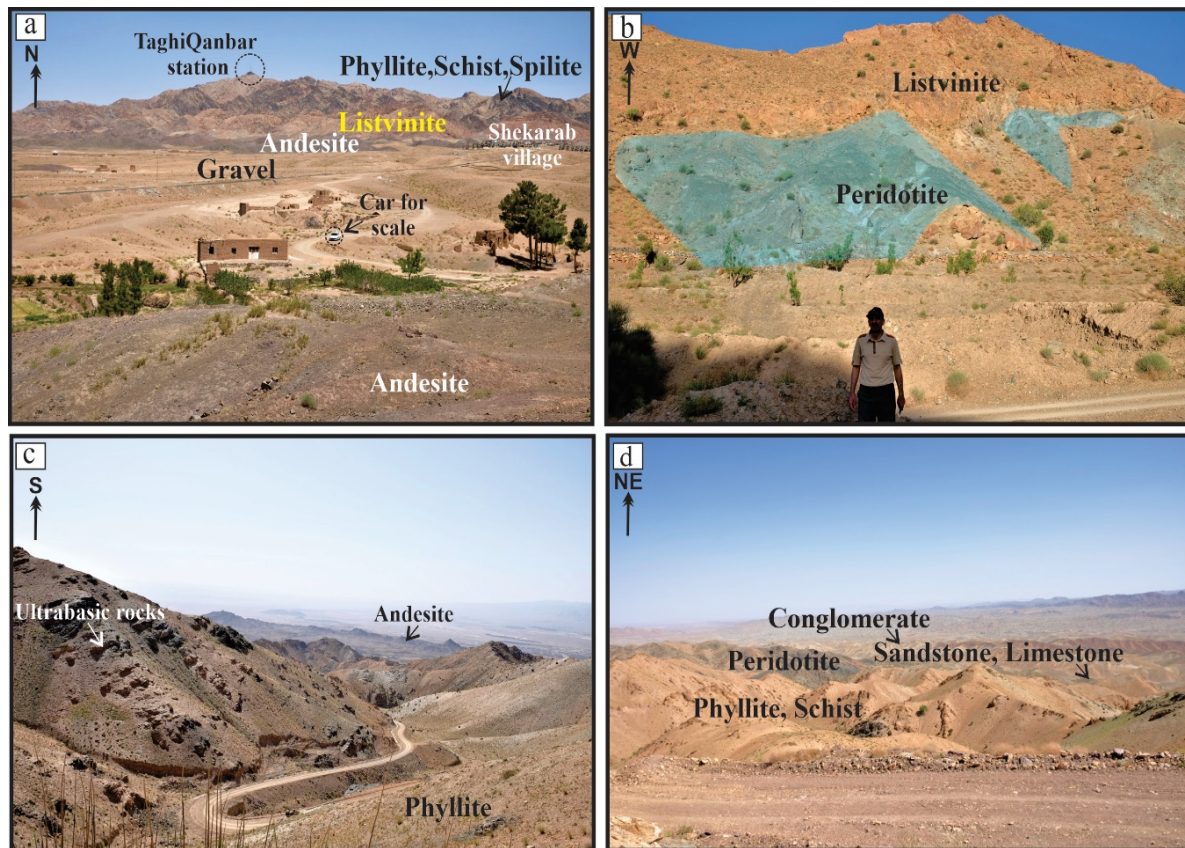 a
N
TaghiQanbar
station
Phyllite,Schist,Spilite
Listvinite
Shekarab
village
Andesite
Gravel
Car for
scale
Andesite
b
W
Listvinite
Peridotite
c
S
Ultrabasic rocks
Andesite
Phyllite
d
NE
Conglomerate
Sandstone, Limestone
Peridotite
Phyllite, Schist